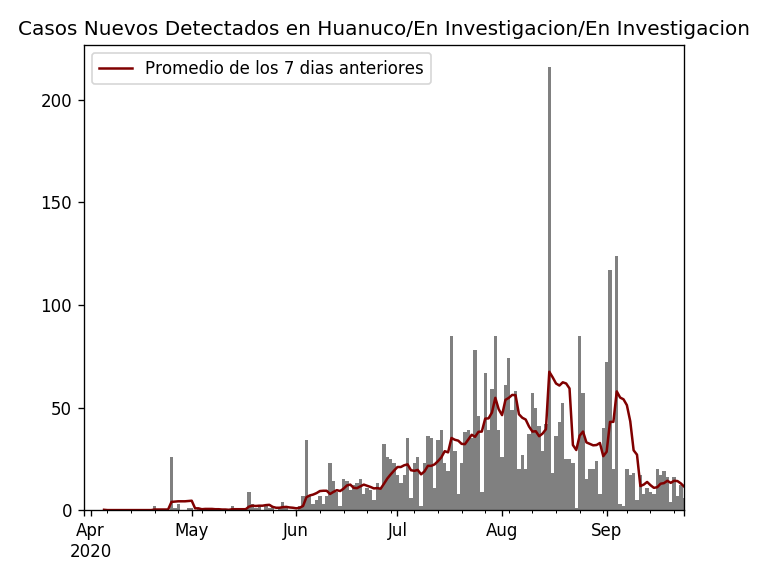 Casos Nuevos Detectados en Huanuco/En Investigacion/En Investigacion
Promedio de los 7 dias anteriores
200
150
100
50
0
Apr May Jun Jul Aug Sep
2020